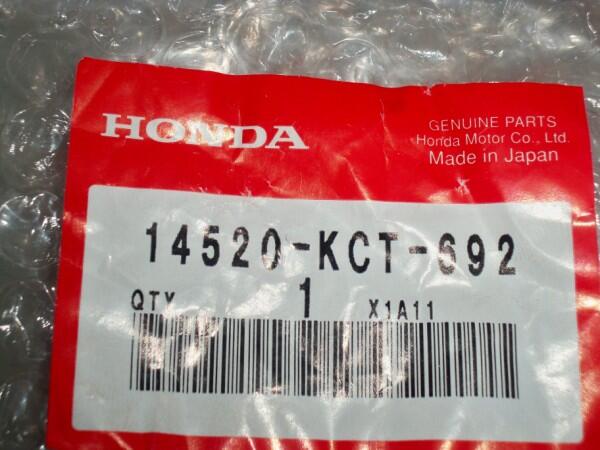 HONDA
GENUINE PARTS
Honda Motor Co., Ltd.
Made in Japan
14520-KCT-692
QTY 1 X1A11